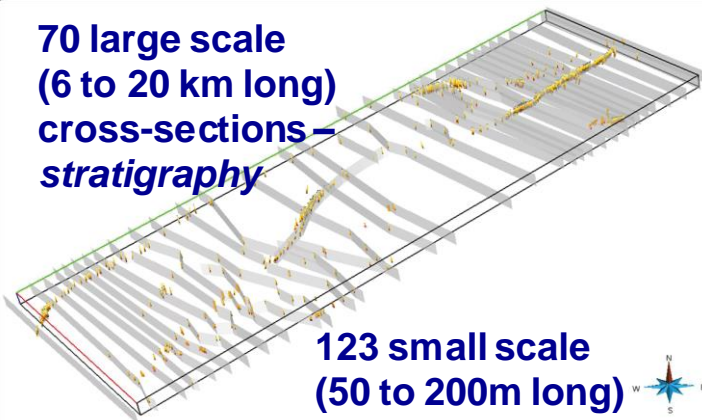 70 large scale
(6 to 20 km long)
cross-sections –
stratigraphy
123 small scale
(50 to 200m long)
N
W
S